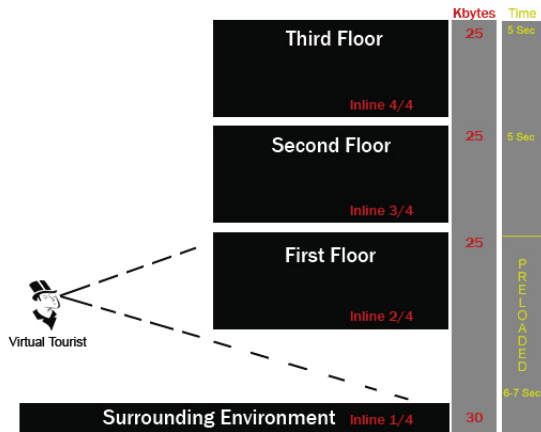 Kbytes Time
Third Floor 25 5 Sec
Inline 4/4
Second Floor 25 5 Sec
Inline 3/4
First Floor 25
Inline 2/4
PRELOADED
Virtual Tourist
6-7 Sec
Surrounding Environment Inline 1/4 30